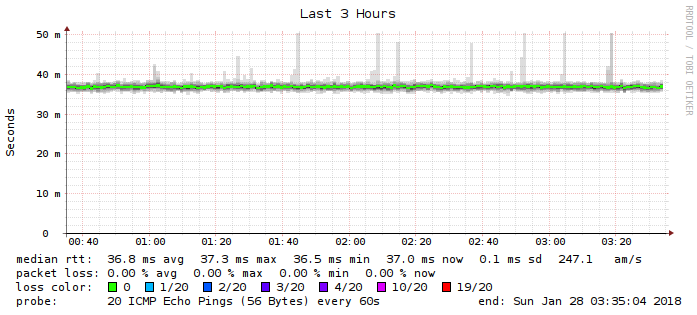 Last 3 Hours
RRDTOOL / TOBI OETIKER
Seconds
50 m
40 m
30 m
20 m
10 m
0
00:40 01:00 01:20 01:40 02:00 02:20 02:40 03:00 03:20
median rtt: 36.8 ms avg 37.3 ms max 36.5 ms min 37.0 ms now 0.1 ms sd 247.1 am/s
packet loss: 0.00 % avg 0.00 % max 0.00 % min 0.00 % now
loss color: 0 1/20 2/20 3/20 4/20 10/20 19/20
probe: 20 ICMP Echo Pings (56 Bytes) every 60s end: Sun Jan 28 03:35:04 2018